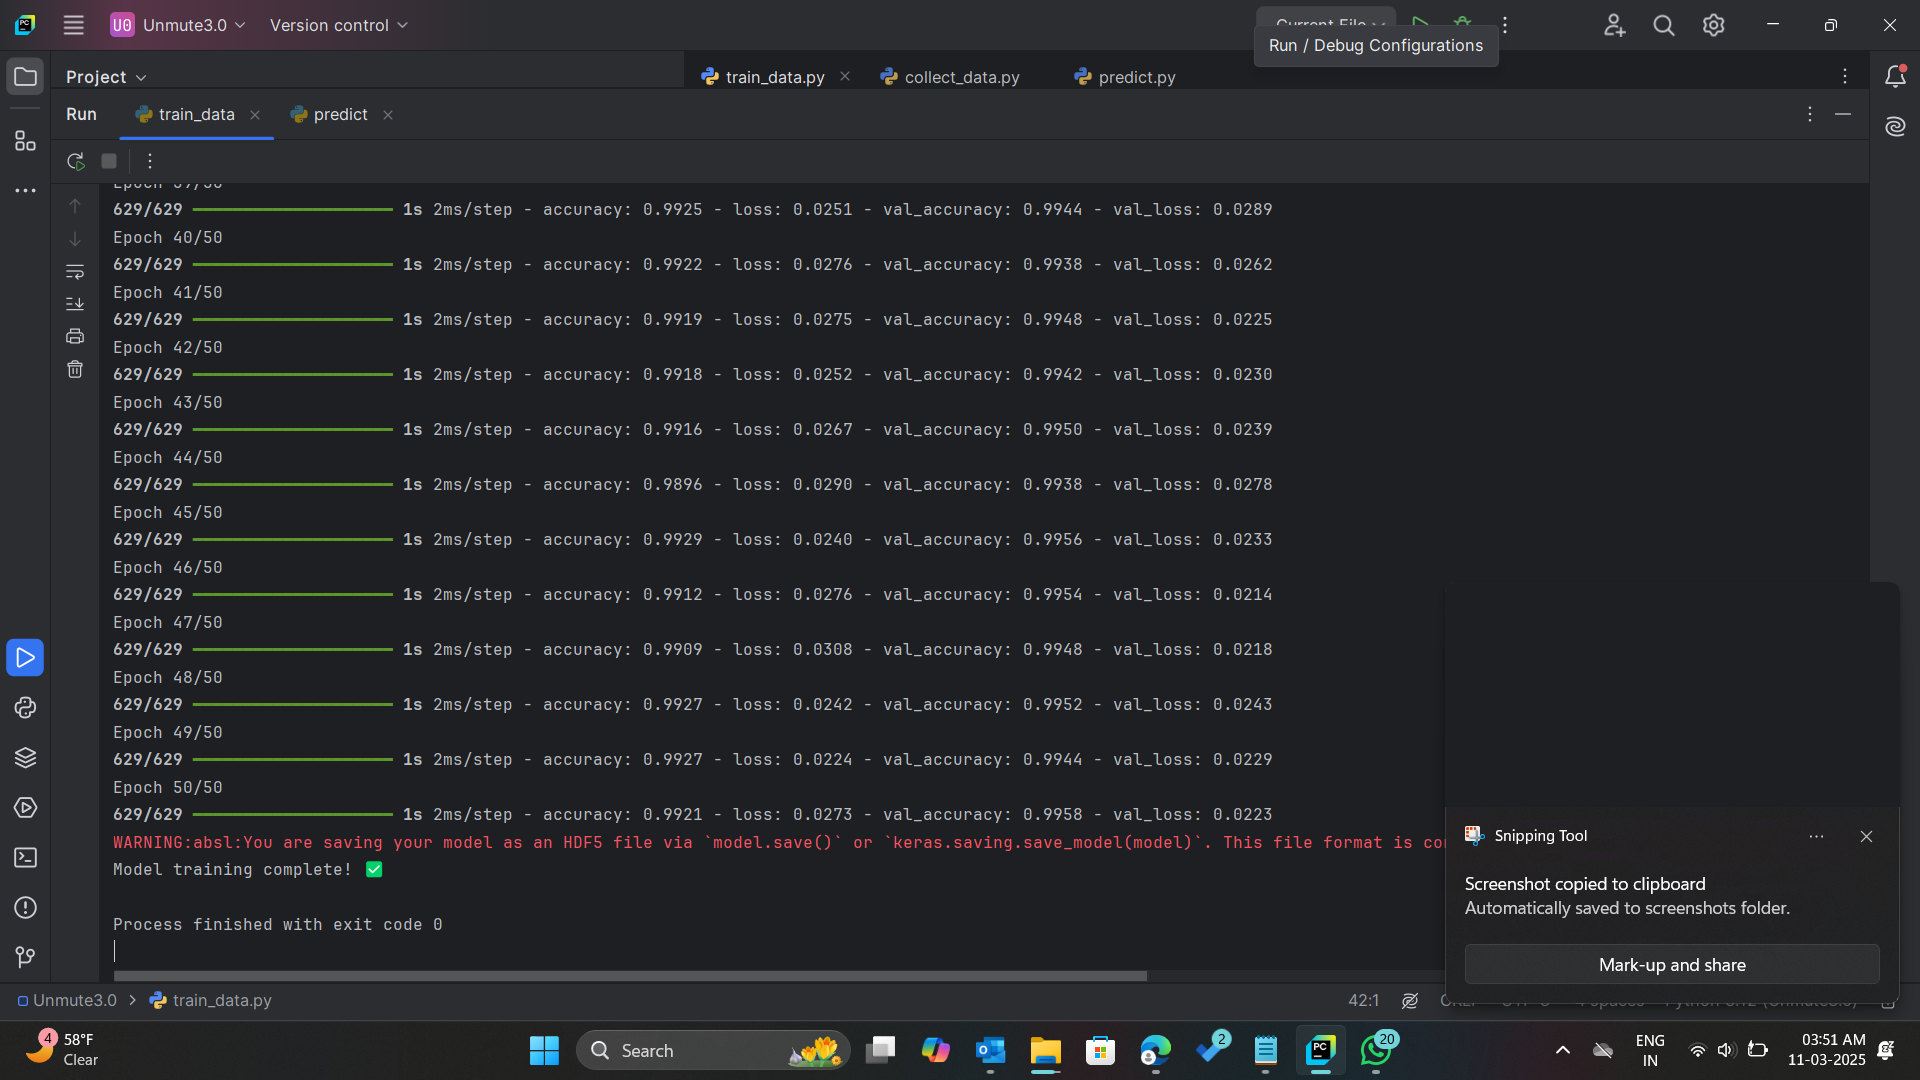 U0 Unmute3.0 Version control
Run / Debug Configurations
Project train_data.py collect_data.py predict.py
Run train_data predict
629/629 1s 2ms/step - accuracy: 0.9925 - loss: 0.0251 - val_accuracy: 0.9944 - val_loss: 0.0289
Epoch 40/50
629/629 1s 2ms/step - accuracy: 0.9922 - loss: 0.0276 - val_accuracy: 0.9938 - val_loss: 0.0262
Epoch 41/50
629/629 1s 2ms/step - accuracy: 0.9919 - loss: 0.0275 - val_accuracy: 0.9948 - val_loss: 0.0225
Epoch 42/50
629/629 1s 2ms/step - accuracy: 0.9918 - loss: 0.0252 - val_accuracy: 0.9942 - val_loss: 0.0230
Epoch 43/50
629/629 1s 2ms/step - accuracy: 0.9916 - loss: 0.0267 - val_accuracy: 0.9950 - val_loss: 0.0239
Epoch 44/50
629/629 1s 2ms/step - accuracy: 0.9896 - loss: 0.0290 - val_accuracy: 0.9938 - val_loss: 0.0278
Epoch 45/50
629/629 1s 2ms/step - accuracy: 0.9929 - loss: 0.0240 - val_accuracy: 0.9956 - val_loss: 0.0233
Epoch 46/50
629/629 1s 2ms/step - accuracy: 0.9912 - loss: 0.0276 - val_accuracy: 0.9954 - val_loss: 0.0214
Epoch 47/50
629/629 1s 2ms/step - accuracy: 0.9909 - loss: 0.0308 - val_accuracy: 0.9948 - val_loss: 0.0218
Epoch 48/50
629/629 1s 2ms/step - accuracy: 0.9927 - loss: 0.0242 - val_accuracy: 0.9952 - val_loss: 0.0243
Epoch 49/50
629/629 1s 2ms/step - accuracy: 0.9927 - loss: 0.0224 - val_accuracy: 0.9944 - val_loss: 0.0229
Epoch 50/50
629/629 1s 2ms/step - accuracy: 0.9921 - loss: 0.0273 - val_accuracy: 0.9958 - val_loss: 0.0223
WARNING:absl:You are saving your model as an HDF5 file via `model.save()` or `keras.saving.save_model(model)`. This file format is
Model training complete! ✅
Process finished with exit code 0
Snipping Tool
Screenshot copied to clipboard
Automatically saved to screenshots folder.
Mark-up and share
Unmute3.0 > train_data.py 42:1
4 58°F
Clear
Search
2
20
ENG
IN
03:51 AM
11-03-2025